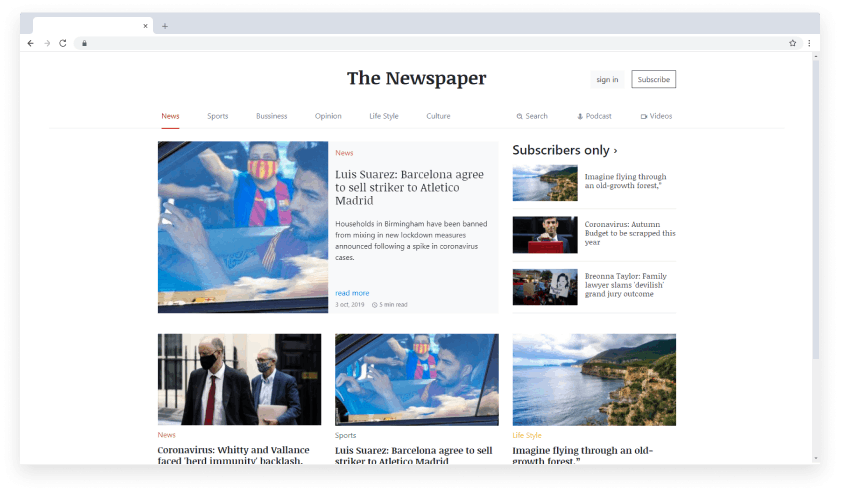 The Newspaper
sign in
Subscribe
News
Sports
Bussiness
Opinion
Life Style
Culture
Search
Podcast
Videos
News
Luis Suarez: Barcelona agree
to sell striker to Atletico
Madrid
Households in Birmingham have been banned
from mixing in new lockdown measures
announced following a spike in coronavirus
cases.
read more
3 oct. 2019
5 min read
Subscribers only ›
Imagine flying through
an old-growth forest,”
Coronavirus: Autumn
Budget to be scrapped this
year
Breonna Taylor: Family
lawyer slams 'devilish'
grand jury outcome
News
Coronavirus: Whitty and Vallance
faced 'herd immunity' backlash,
Sports
Luis Suarez: Barcelona agree to sell
striker to Atletico Madrid
Life Style
Imagine flying through an old-
growth forest,”